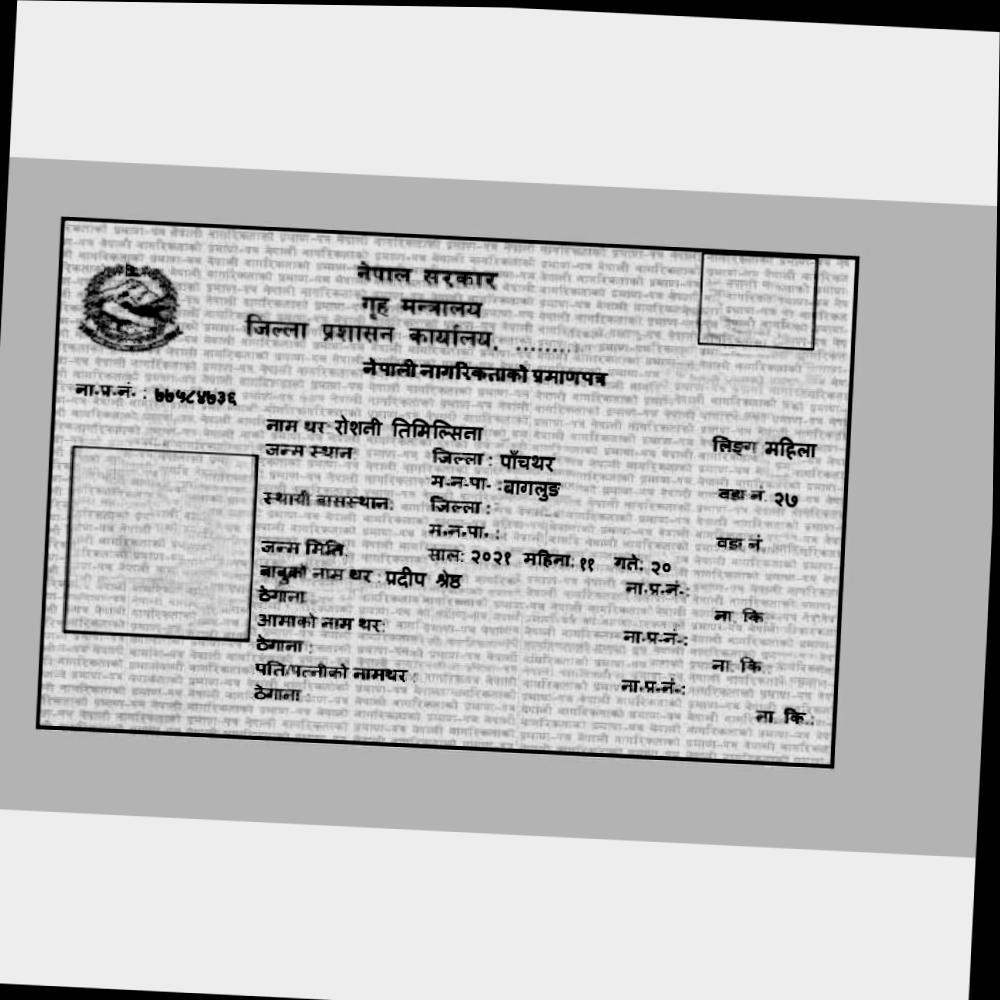 नेपाल सरकार
गृह मन्त्रालय
जिल्ला प्रशासन कार्यालय. .........
नेपाली नागरिकताको प्रमाणपत्र
ना.प्र.नं. : ७७५८४७३६
नाम थर: रोशनी तिमिल्सिना लिङ्ग महिला
जन्म स्थान जिल्ला : पाँचथर
म.न.पा. :बागलुङ वडा नं. २७
स्थायी बासस्थान: जिल्ला :
म.न.पा. : वडा नं.
जन्म मिति. साल: २०२१ महिना: ११ गते: २०
बाबुको नाम थर : प्रदीप श्रेष्ठ ना.प्र.नं.:
ठेगाना : ना. कि.
आमाको नाम थर: ना.प्र.नं.:
ठेगाना : ना. कि.:
पति/पत्नीको नामथर : ना.प्र.नं.:
ठेगाना ना. कि.: